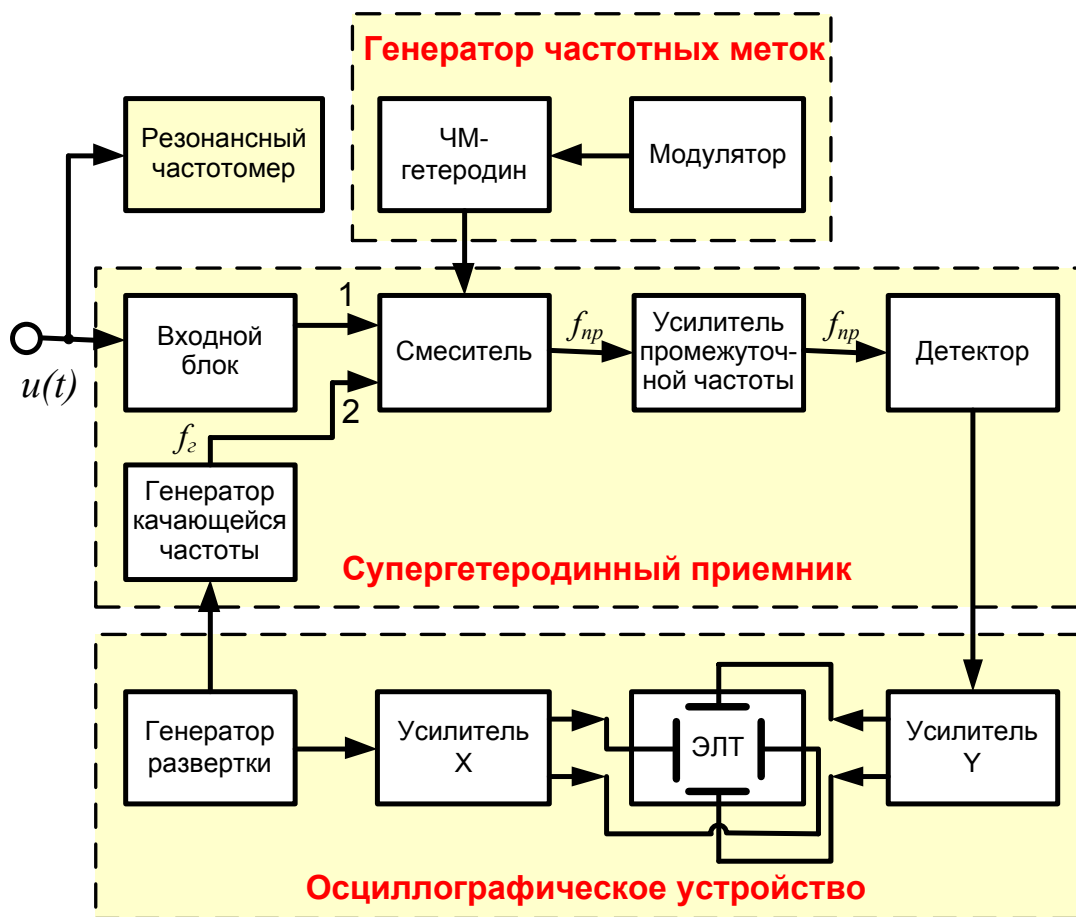 Генератор частотных меток
Резонансный
частотомер
ЧМ-
гетеродин
Модулятор
u(t)
Входной
блок
1
2
Смеситель
fпр
Усилитель
промежуточ-
ной частоты
fпр
Детектор
fг
Генератор
качающейся
частоты
Супергетеродинный приемник
Генератор
развертки
Усилитель
X
ЭЛТ
Усилитель
Y
Осциллографическое устройство